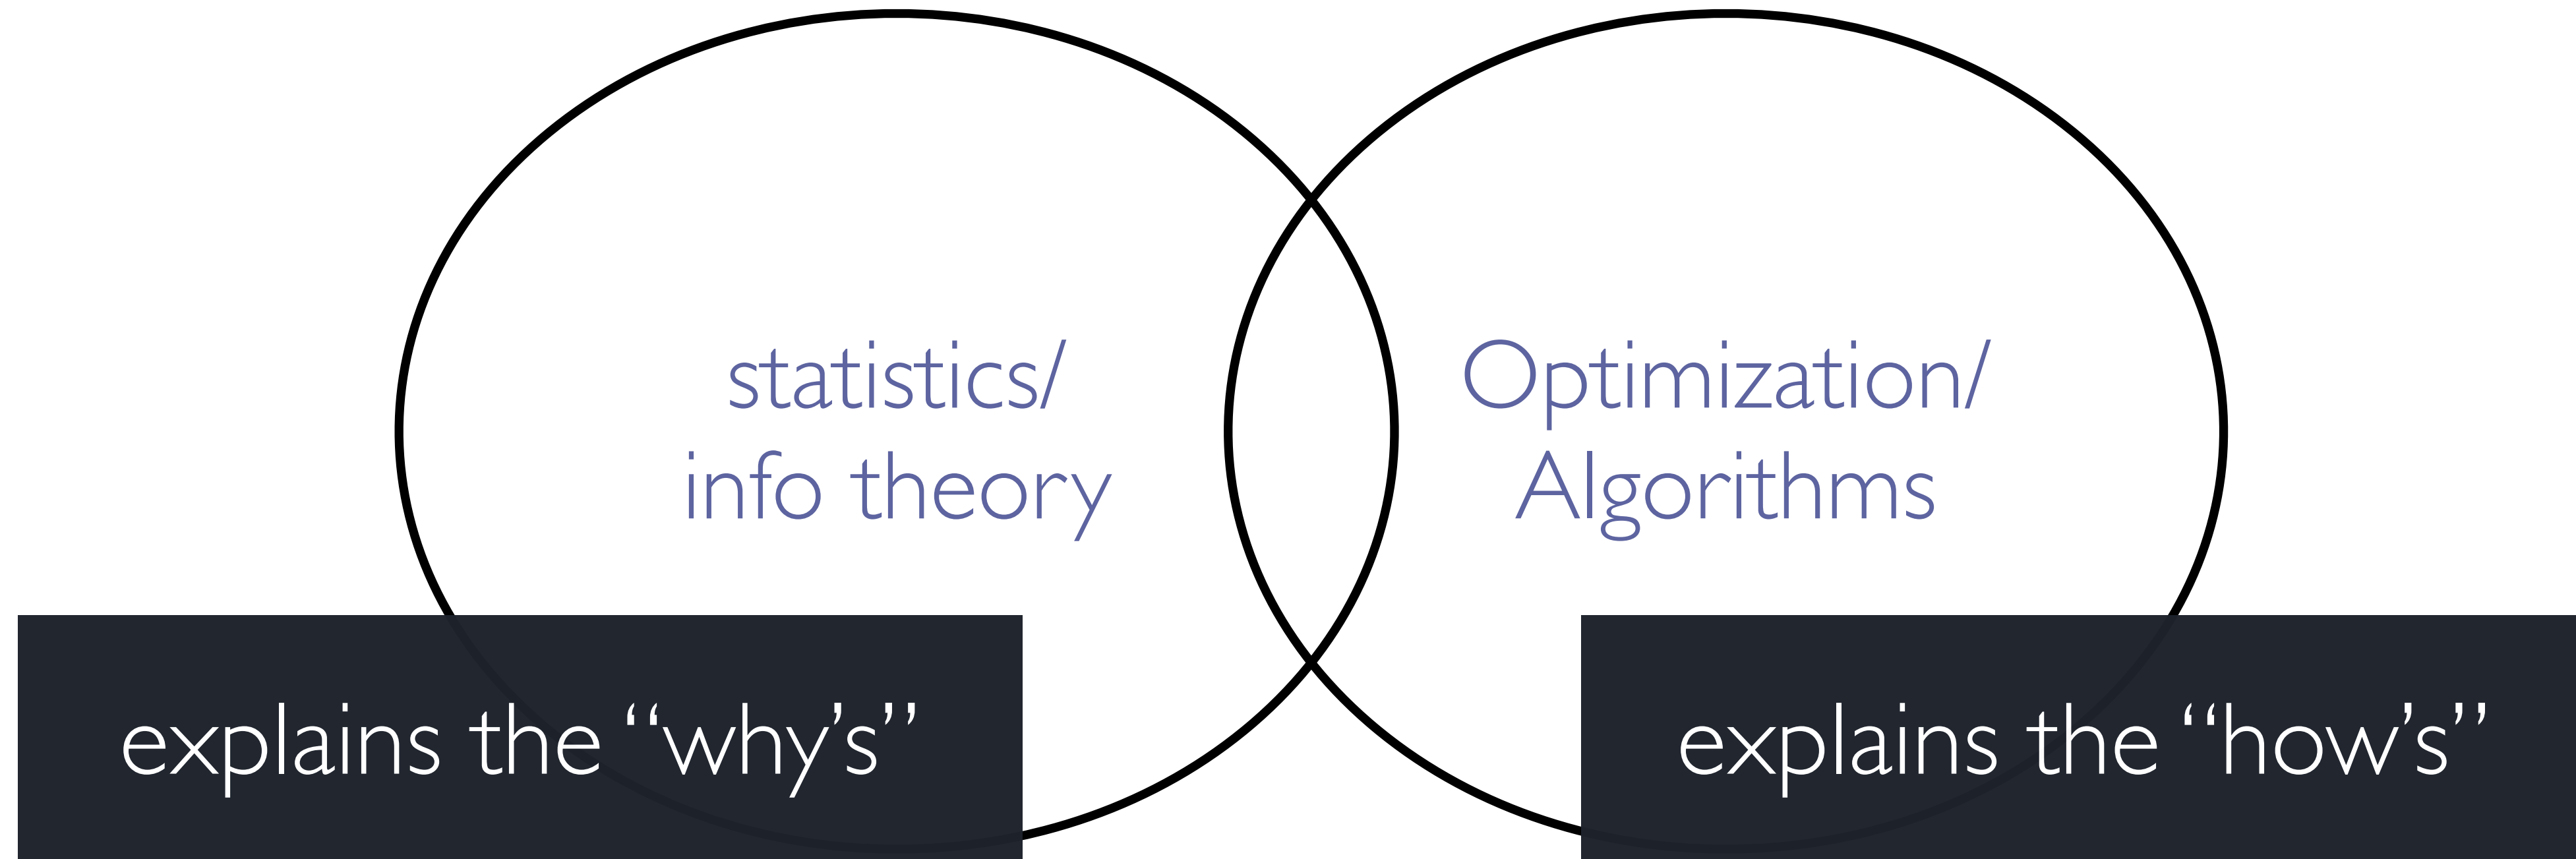 statistics/
info theory
Optimization/
Algorithms
explains the “why’s”
explains the “how’s”